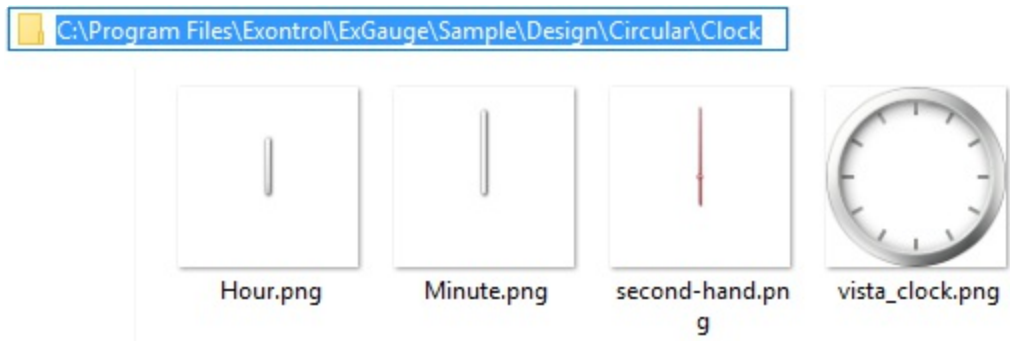 C:\Program Files\Exontrol\ExGauge\Sample\Design\Circular\Clock
Hour.png
Minute.png
second-hand.pn
g
vista_clock.png